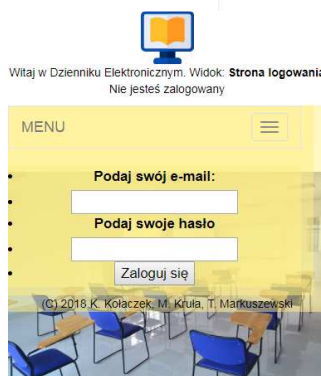 Witaj w Dzienniku Elektronicznym. Widok: Strona logowania
Nie jesteś zalogowany
MENU
Podaj swój e-mail:
Podaj swoje hasło
Zaloguj się
(C) 2018 K. Kołaczek, M. Kruła, T. Markuszewski